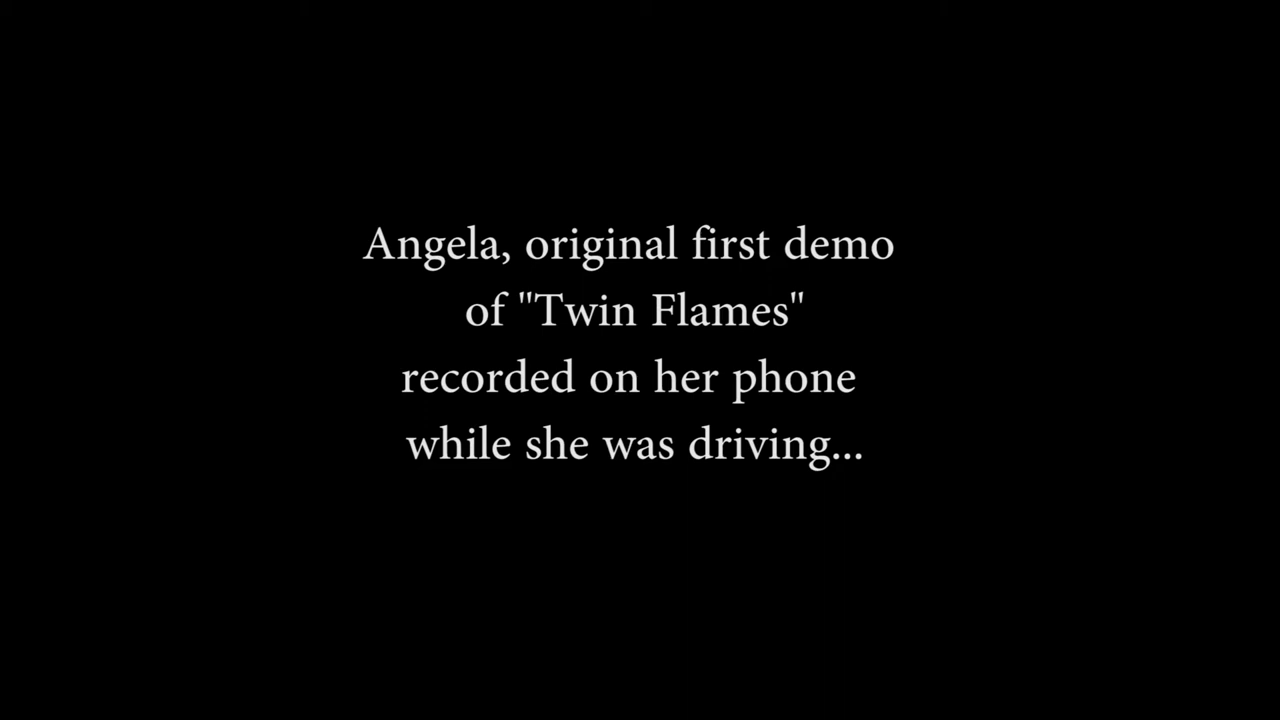 Angela, original first demo
of "Twin Flames"
recorded on her phone
while she was driving...